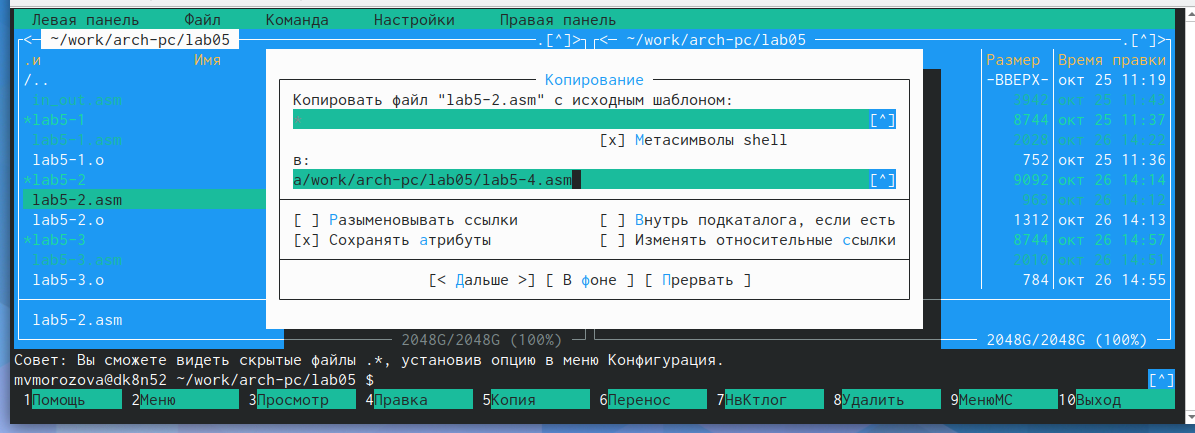 Левая панель Файл Команда Настройки Правая панель
<− ~/work/arch-pc/lab05 .[^]> <− ~/work/arch-pc/lab05 .[^]>
.и Имя Размер Время правки
/.. -ВВЕРХ- окт 25 11:19
in_out.asm 3942 окт 25 11:43
*lab5-1 8744 окт 25 11:37
lab5-1.asm 2028 окт 26 14:22
lab5-1.o 752 окт 25 11:36
*lab5-2 9092 окт 26 14:14
lab5-2.asm 963 окт 26 14:12
lab5-2.o 1312 окт 26 14:13
*lab5-3 8744 окт 26 14:57
lab5-3.asm 2010 окт 26 14:51
lab5-3.o 784 окт 26 14:55
lab5-2.asm
2048G/2048G (100%) 2048G/2048G (100%)
Копирование
Копировать файл "lab5-2.asm" с исходным шаблоном:
* [^]
[x] Метасимволы shell
в:
a/work/arch-pc/lab05/lab5-4.asm [^]
[ ] Разыменовывать ссылки [ ] Внутрь подкаталога, если есть
[x] Сохранять атрибуты [ ] Изменять относительные ссылки
[< Дальше >] [ В фоне ] [ Прервать ]
Совет: Вы сможете видеть скрытые файлы .*, установив опцию в меню Конфигурация.
mvmorozova@dk8n52 ~/work/arch-pc/lab05 $ [^]
1Помощь 2Меню 3Просмотр 4Правка 5Копия 6Перенос 7НвКтлог 8Удалить 9МенюМС 10Выход